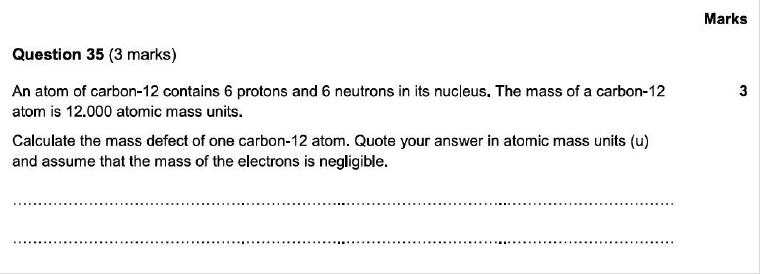 Marks
Question 35 (3 marks)
An atom of carbon-12 contains 6 protons and 6 neutrons in its nucleus. The mass of a carbon-12 3
atom is 12.000 atomic mass units.
Calculate the mass defect of one carbon-12 atom. Quote your answer in atomic mass units (u)
and assume that the mass of the electrons is negligible.